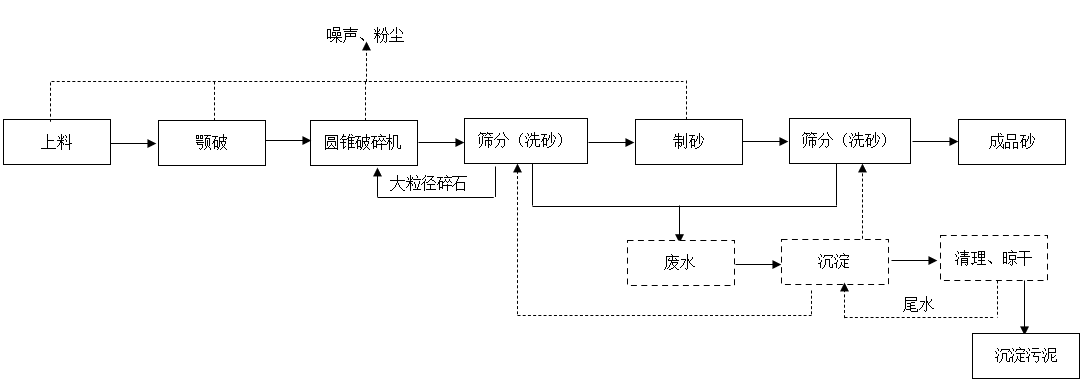 噪声、粉尘
上料
颚破
圆锥破碎机
筛分（洗砂）
制砂
筛分（洗砂）
成品砂
大粒径碎石
废水
沉淀
清理、晾干
尾水
沉淀污泥